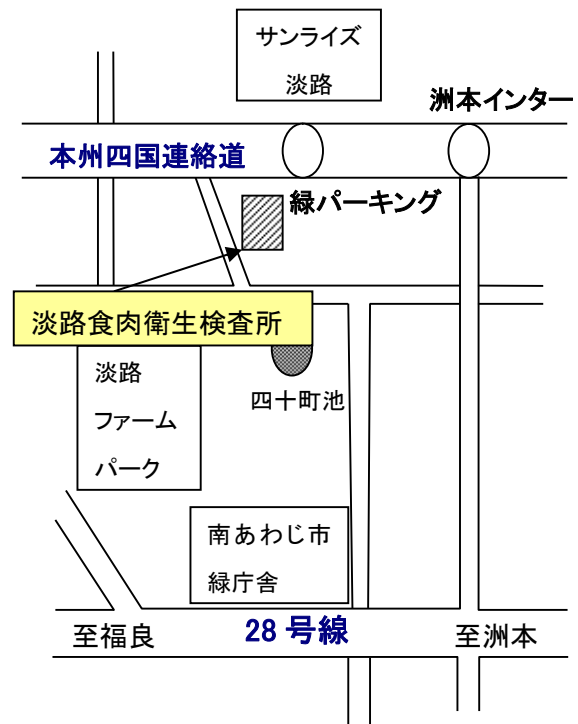 サンライズ
淡路
洲本インター
本州四国連絡道
緑パーキング
淡路食肉衛生検査所
淡路
ファーム
パーク
四十町池
南あわじ市
緑庁舎
至福良
28 号線
至洲本